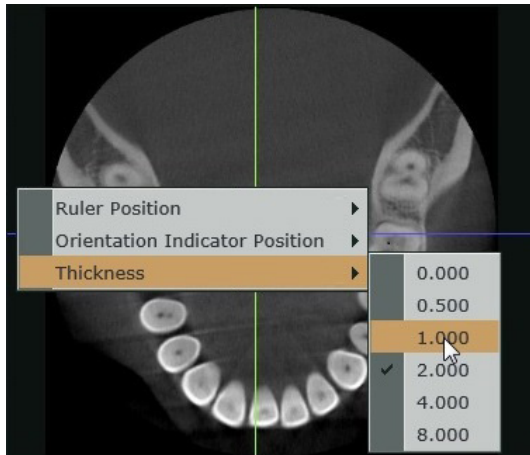 Ruler Position
Orientation Indicator Position
Thickness
0.000
0.500
1.000
2.000
4.000
8.000